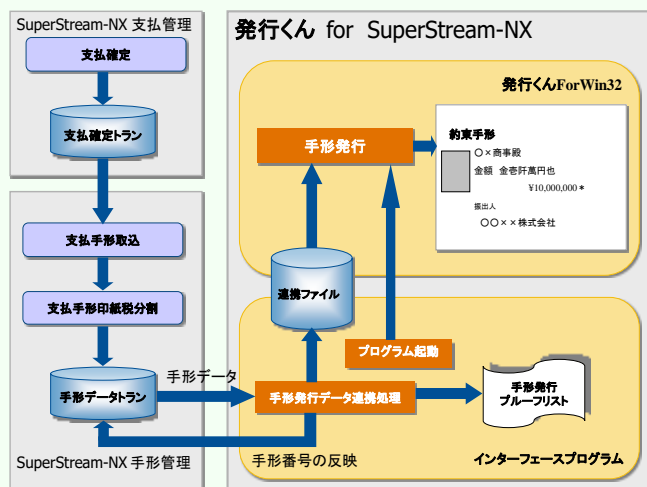 SuperStream-NX 支払管理
支払確定
支払確定トラン
支払手形取込
支払手形印紙税分割
手形データトラン
SuperStream-NX 手形管理
発行くん for SuperStream-NX
発行くんForWin32
手形発行
約束手形
〇×商事殿
金額 金壱阡萬円也
¥10,000,000*
振出人
〇〇××株式会社
連携ファイル
プログラム起動
手形データ
手形発行データ連携処理
手形発行
プルーフリスト
手形番号の反映
インターフェースプログラム